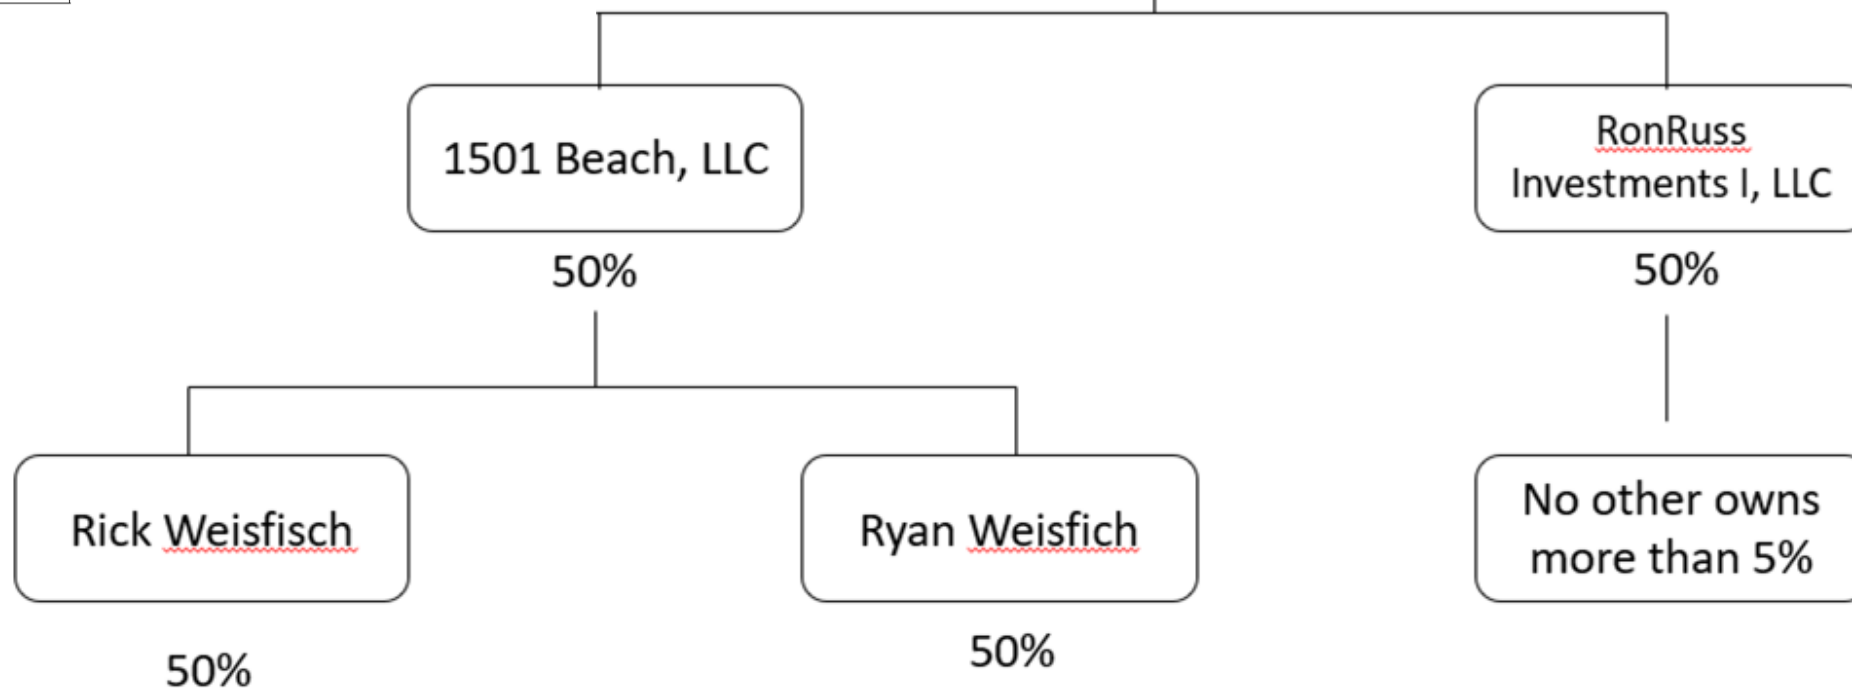 1501 Beach, LLC
RonRuss
Investments I, LLC
50%
50%
Rick Weisfisch
Ryan Weisfich
No other owns
more than 5%
50%
50%